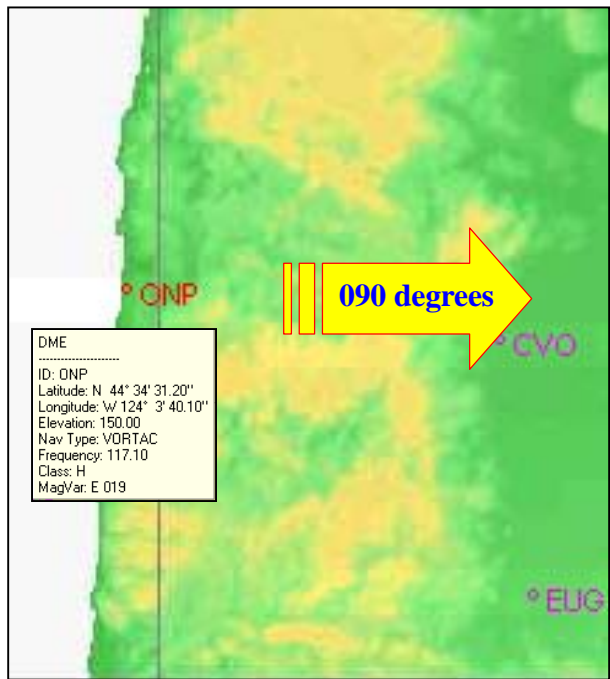 ONP
090 degrees
CVO
DME
----------------------
ID: ONP
Latitude: N 44° 34' 31.20"
Longitude: W 124° 3' 40.10"
Elevation: 150.00
Nav Type: VORTAC
Frequency: 117.10
Class: H
MagVar: E 019
EUG